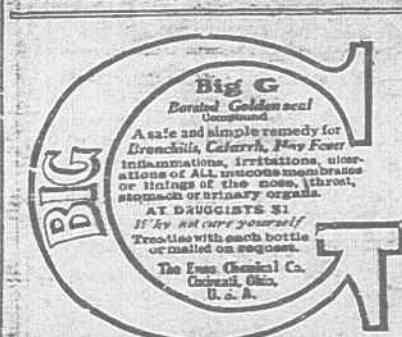 BIG
Big G
Borated Goldenseal
Compound
A safe and simple remedy for
Bronchitis, Catarrh, Hay Fever
Inflammations, irritations, ulcer-
ations of ALL mucous membranes
or linings of the nose, throat,
stomach or urinary organs.
AT DRUGGISTS $1
Why not cure yourself
Treatise with each bottle
or mailed on request.
The Evans Chemical Co.
Cincinnati, Ohio,
U. S. A.